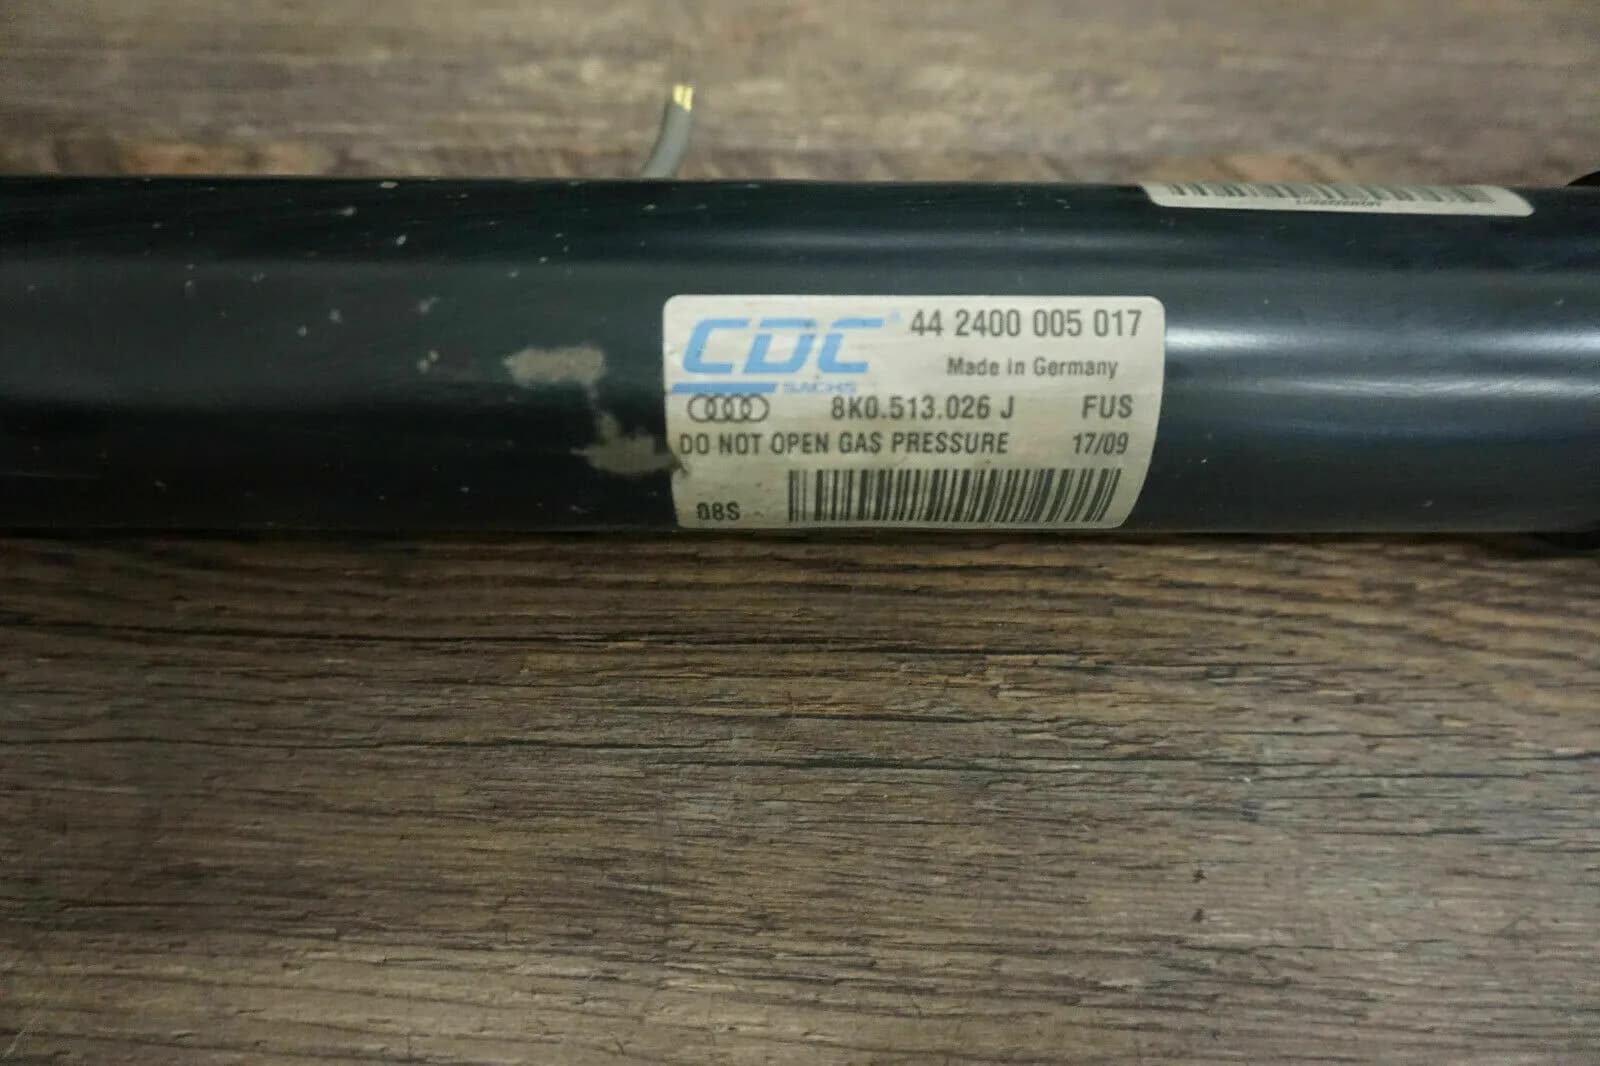 CDC® 44 2400 005 017
Made in Germany
SACHS
8K0.513.026 J FUS
DO NOT OPEN GAS PRESSURE 17/09
08S